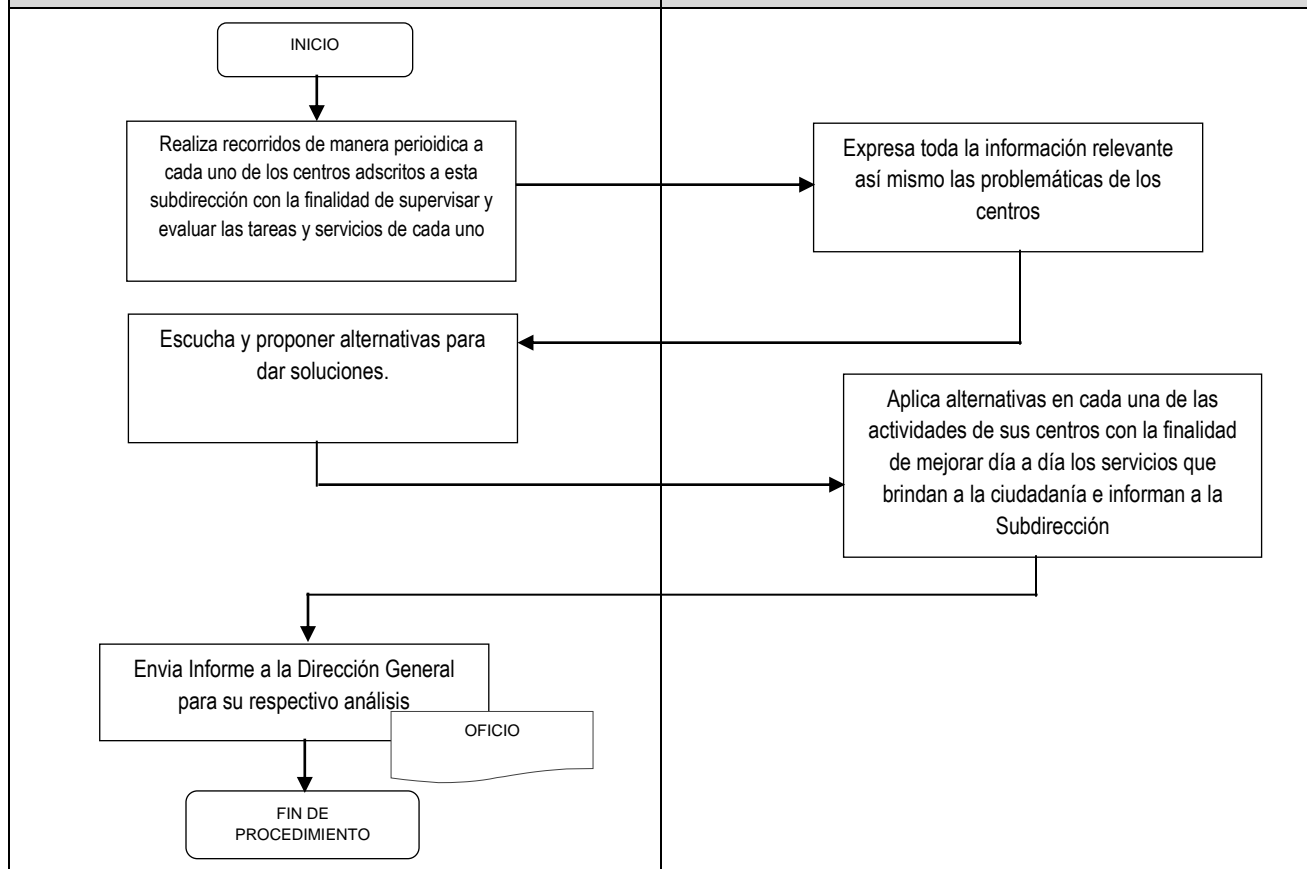 INICIO
Realiza recorridos de manera perioidica a
cada uno de los centros adscritos a esta
subdirección con la finalidad de supervisar y
evaluar las tareas y servicios de cada uno
Expresa toda la información relevante
así mismo las problemáticas de los
centros
Escucha y proponer alternativas para
dar soluciones.
Aplica alternativas en cada una de las
actividades de sus centros con la finalidad
de mejorar día a día los servicios que
brindan a la ciudadanía e informan a la
Subdirección
Envia Informe a la Dirección General
para su respectivo análisis
OFICIO
FIN DE
PROCEDIMIENTO